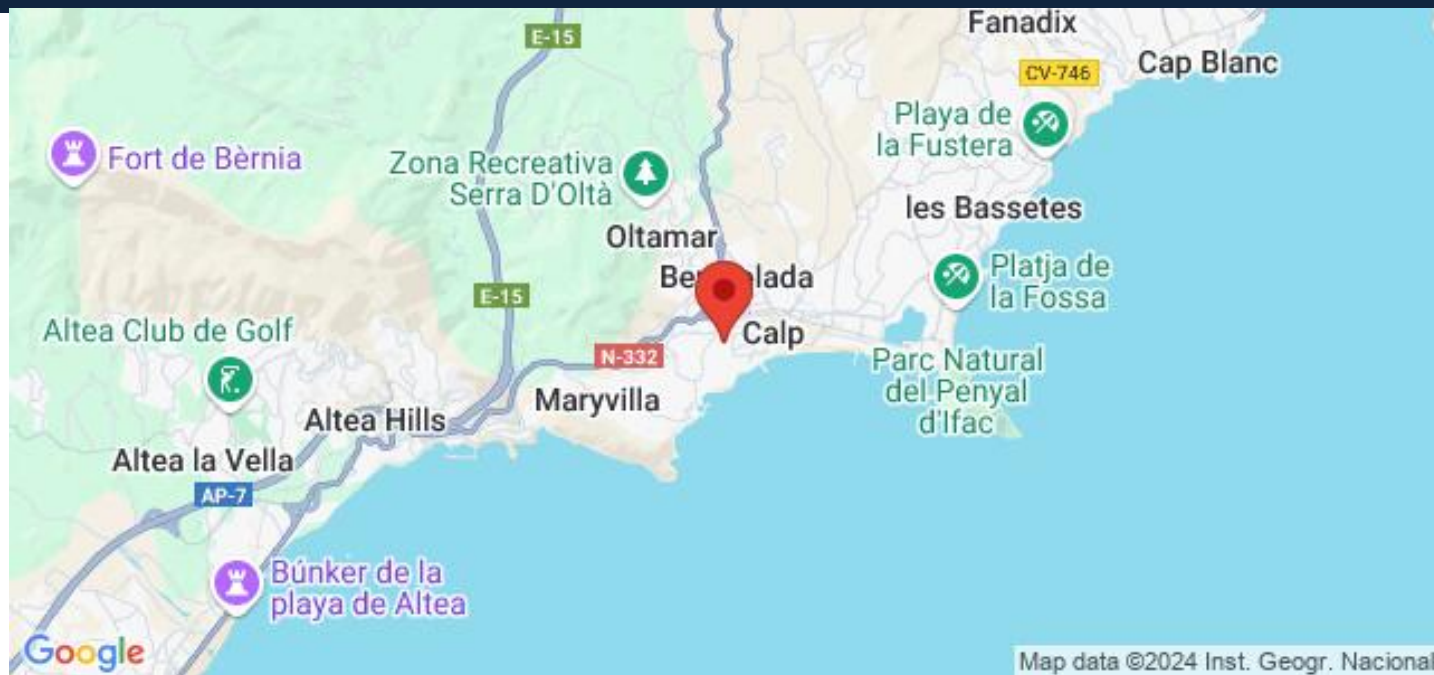 Fanadix
E-15
Cap Blanc
CV-746
Playa de
la Fustera
Fort de Bèrnia
Zona Recreativa
Serra D'Oltà
les Bassetes
Oltamar
Platja de
la Fossa
E-15
Altea Club de Golf
Calp
N-332
Parc Natural
del Penyal
d'Ifac
Maryvilla
Altea Hills
Altea la Vella
AP-7
Búnker de la
playa de Altea
Google
Map data ©2024 Inst. Geogr. Nacional